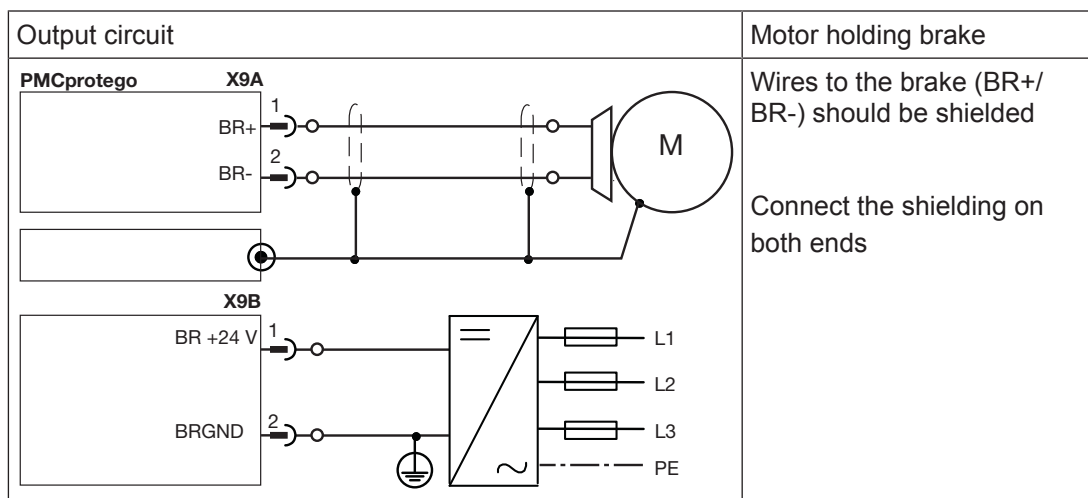 Output circuit
Motor holding brake
PMCprotego
X9A
1
BR+
2
BR-
M
Wires to the brake (BR+/
BR-) should be shielded
Connect the shielding on
both ends
X9B
BR +24 V
1
L1
L2
BRGND
2
L3
PE